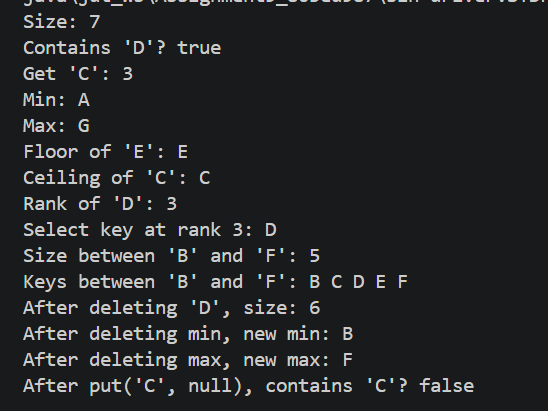 Size: 7
Contains 'D'? true
Get 'C': 3
Min: A
Max: G
Floor of 'E': E
Ceiling of 'C': C
Rank of 'D': 3
Select key at rank 3: D
Size between 'B' and 'F': 5
Keys between 'B' and 'F': B C D E F
After deleting 'D', size: 6
After deleting min, new min: B
After deleting max, new max: F
After put('C', null), contains 'C'? false